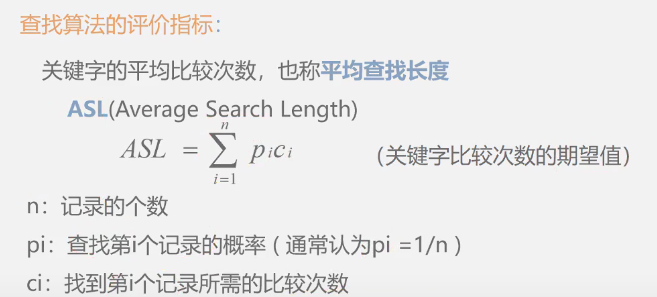 查找算法的评价指标：
关键字的平均比较次数，也称平均查找长度
ASL(Average Search Length)
ASL = \sum_{i=1}^{n} p_i c_i （关键字比较次数的期望值）
n：记录的个数
pi：查找第i个记录的概率 ( 通常认为pi =1/n )
ci：找到第i个记录所需的比较次数